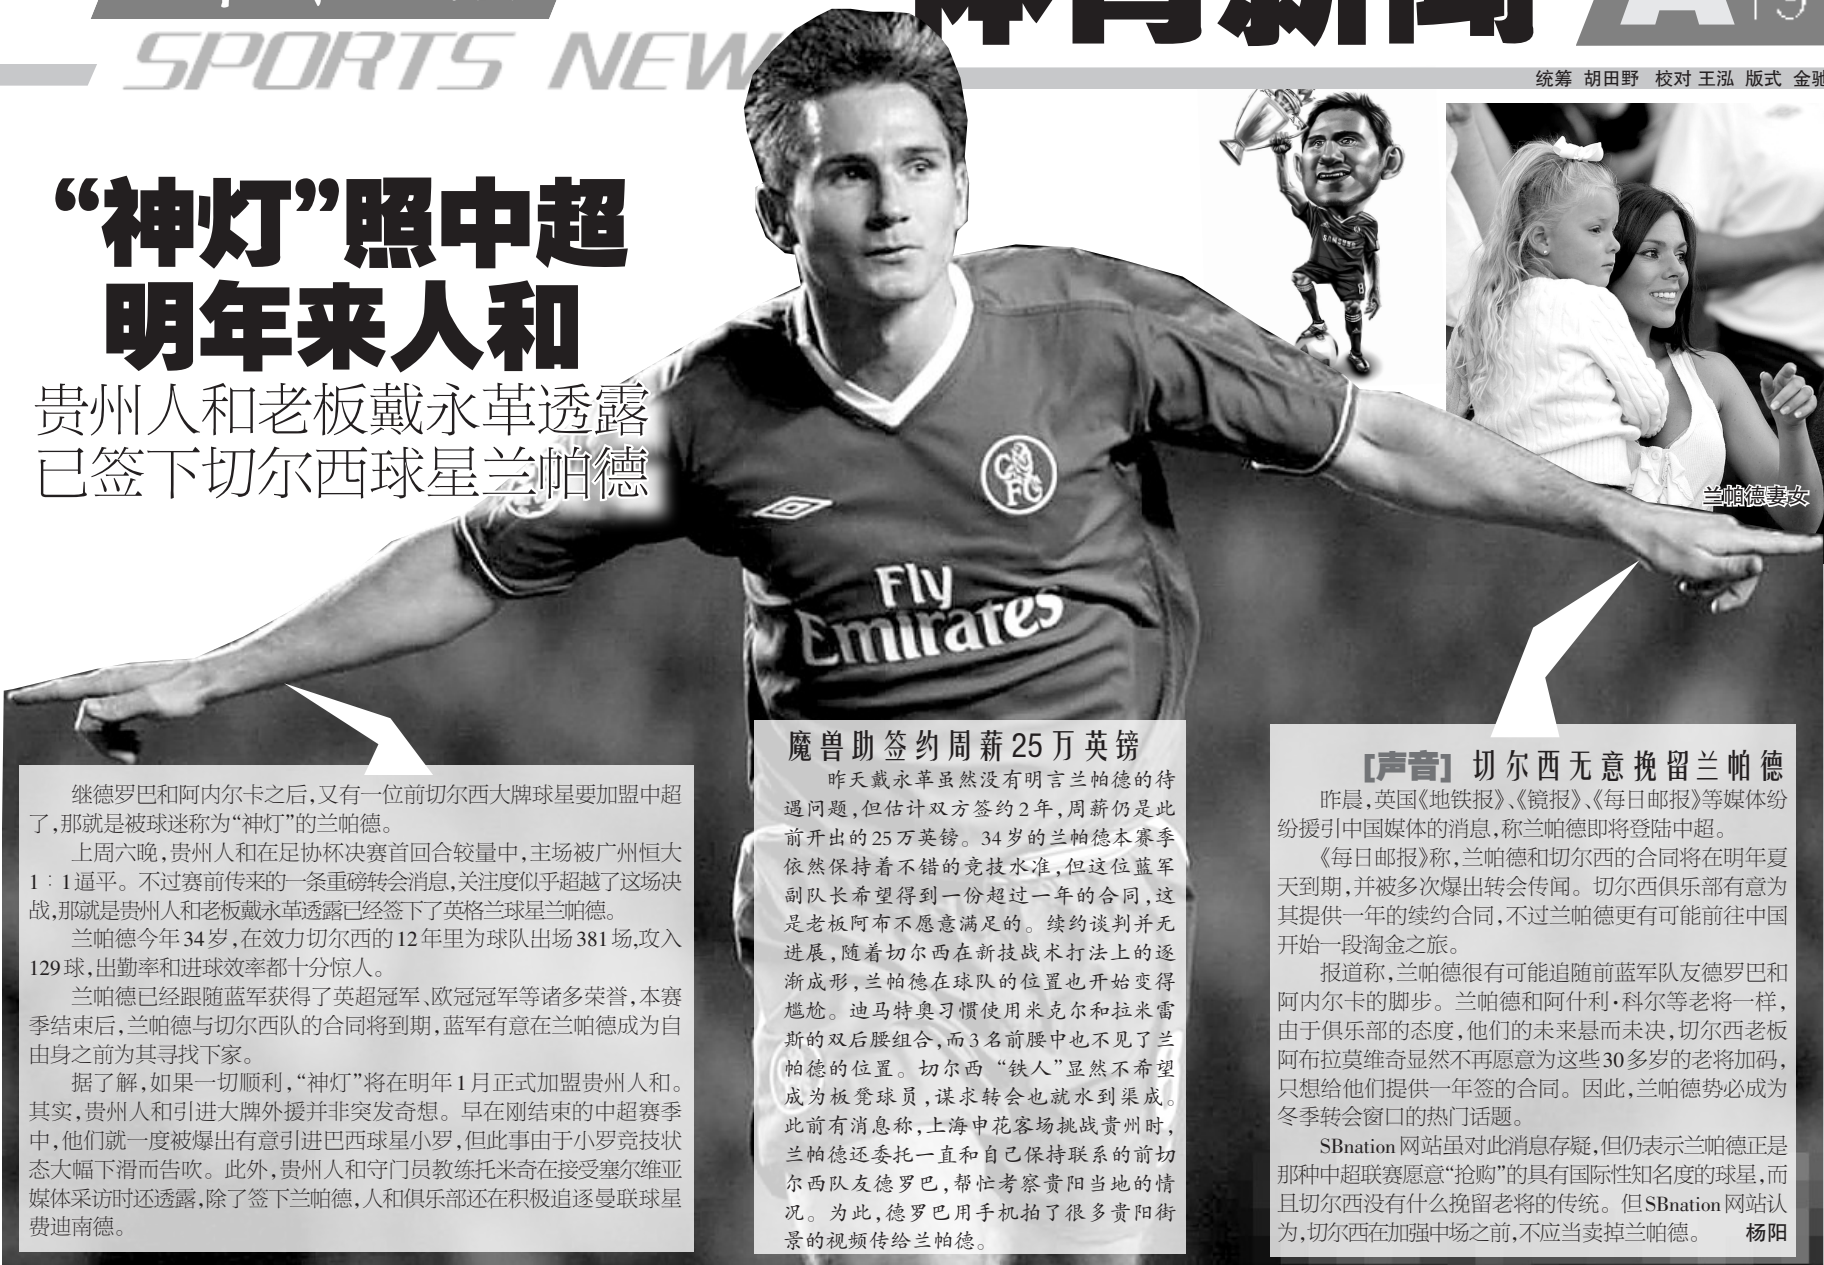 SPORTS NEW
体育新闻
A
统筹 胡田野 校对 王泓 版式 金驰
“神灯”照中超
明年来人和
贵州人和老板戴永革透露
已签下切尔西球星兰帕德
兰帕德妻女
SAMSUNG
8
CFC
Fly
Emirates
继德罗巴和阿内尔卡之后,又有一位前切尔西大牌球星要加盟中超
了,那就是被球迷称为“神灯”的兰帕德。
上周六晚,贵州人和在足协杯决赛首回合较量中,主场被广州恒大
1∶1逼平。不过赛前传来的一条重磅转会消息,关注度似乎超越了这场决
战,那就是贵州人和老板戴永革透露已经签下了英格兰球星兰帕德。
兰帕德今年34岁,在效力切尔西的12年里为球队出场381场,攻入
129球,出勤率和进球效率都十分惊人。
兰帕德已经跟随蓝军获得了英超冠军、欧冠冠军等诸多荣誉,本赛
季结束后,兰帕德与切尔西队的合同将到期,蓝军有意在兰帕德成为自
由身之前为其寻找下家。
据了解,如果一切顺利,“神灯”将在明年1月正式加盟贵州人和。
其实,贵州人和引进大牌外援并非突发奇想。早在刚结束的中超赛季
中,他们就一度被爆出有意引进巴西球星小罗,但此事由于小罗竞技状
态大幅下滑而告吹。此外,贵州人和守门员教练托米奇在接受塞尔维亚
媒体采访时还透露,除了签下兰帕德,人和俱乐部还在积极追逐曼联球星
费迪南德。
魔兽助签约周薪25万英镑
昨天戴永革虽然没有明言兰帕德的待
遇问题,但估计双方签约2年,周薪仍是此
前开出的25万英镑。34岁的兰帕德本赛季
依然保持着不错的竞技水准,但这位蓝军
副队长希望得到一份超过一年的合同,这
是老板阿布不愿意满足的。续约谈判并无
进展,随着切尔西在新技战术打法上的逐
渐成形,兰帕德在球队的位置也开始变得
尴尬。迪马特奥习惯使用米克尔和拉米雷
斯的双后腰组合,而3名前腰中也不见了兰
帕德的位置。切尔西“铁人”显然不希望
成为板凳球员,谋求转会也就水到渠成。
此前有消息称,上海申花客场挑战贵州时,
兰帕德还委托一直和自己保持联系的前切
尔西队友德罗巴,帮忙考察贵阳当地的情
况。为此,德罗巴用手机拍了很多贵阳街
景的视频传给兰帕德。
[声音] 切尔西无意挽留兰帕德
昨晨,英国《地铁报》、《镜报》、《每日邮报》等媒体纷
纷援引中国媒体的消息,称兰帕德即将登陆中超。
《每日邮报》称,兰帕德和切尔西的合同将在明年夏
天到期,并被多次爆出转会传闻。切尔西俱乐部有意为
其提供一年的续约合同,不过兰帕德更有可能前往中国
开始一段淘金之旅。
报道称,兰帕德很有可能追随前蓝军队友德罗巴和
阿内尔卡的脚步。兰帕德和阿什利·科尔等老将一样,
由于俱乐部的态度,他们的未来悬而未决,切尔西老板
阿布拉莫维奇显然不再愿意为这些30多岁的老将加码,
只想给他们提供一年签的合同。因此,兰帕德势必成为
冬季转会窗口的热门话题。
SBnation网站虽对此消息存疑,但仍表示兰帕德正是
那种中超联赛愿意“抢购”的具有国际性知名度的球星,而
且切尔西没有什么挽留老将的传统。但SBnation网站认
为,切尔西在加强中场之前,不应当卖掉兰帕德。 杨阳